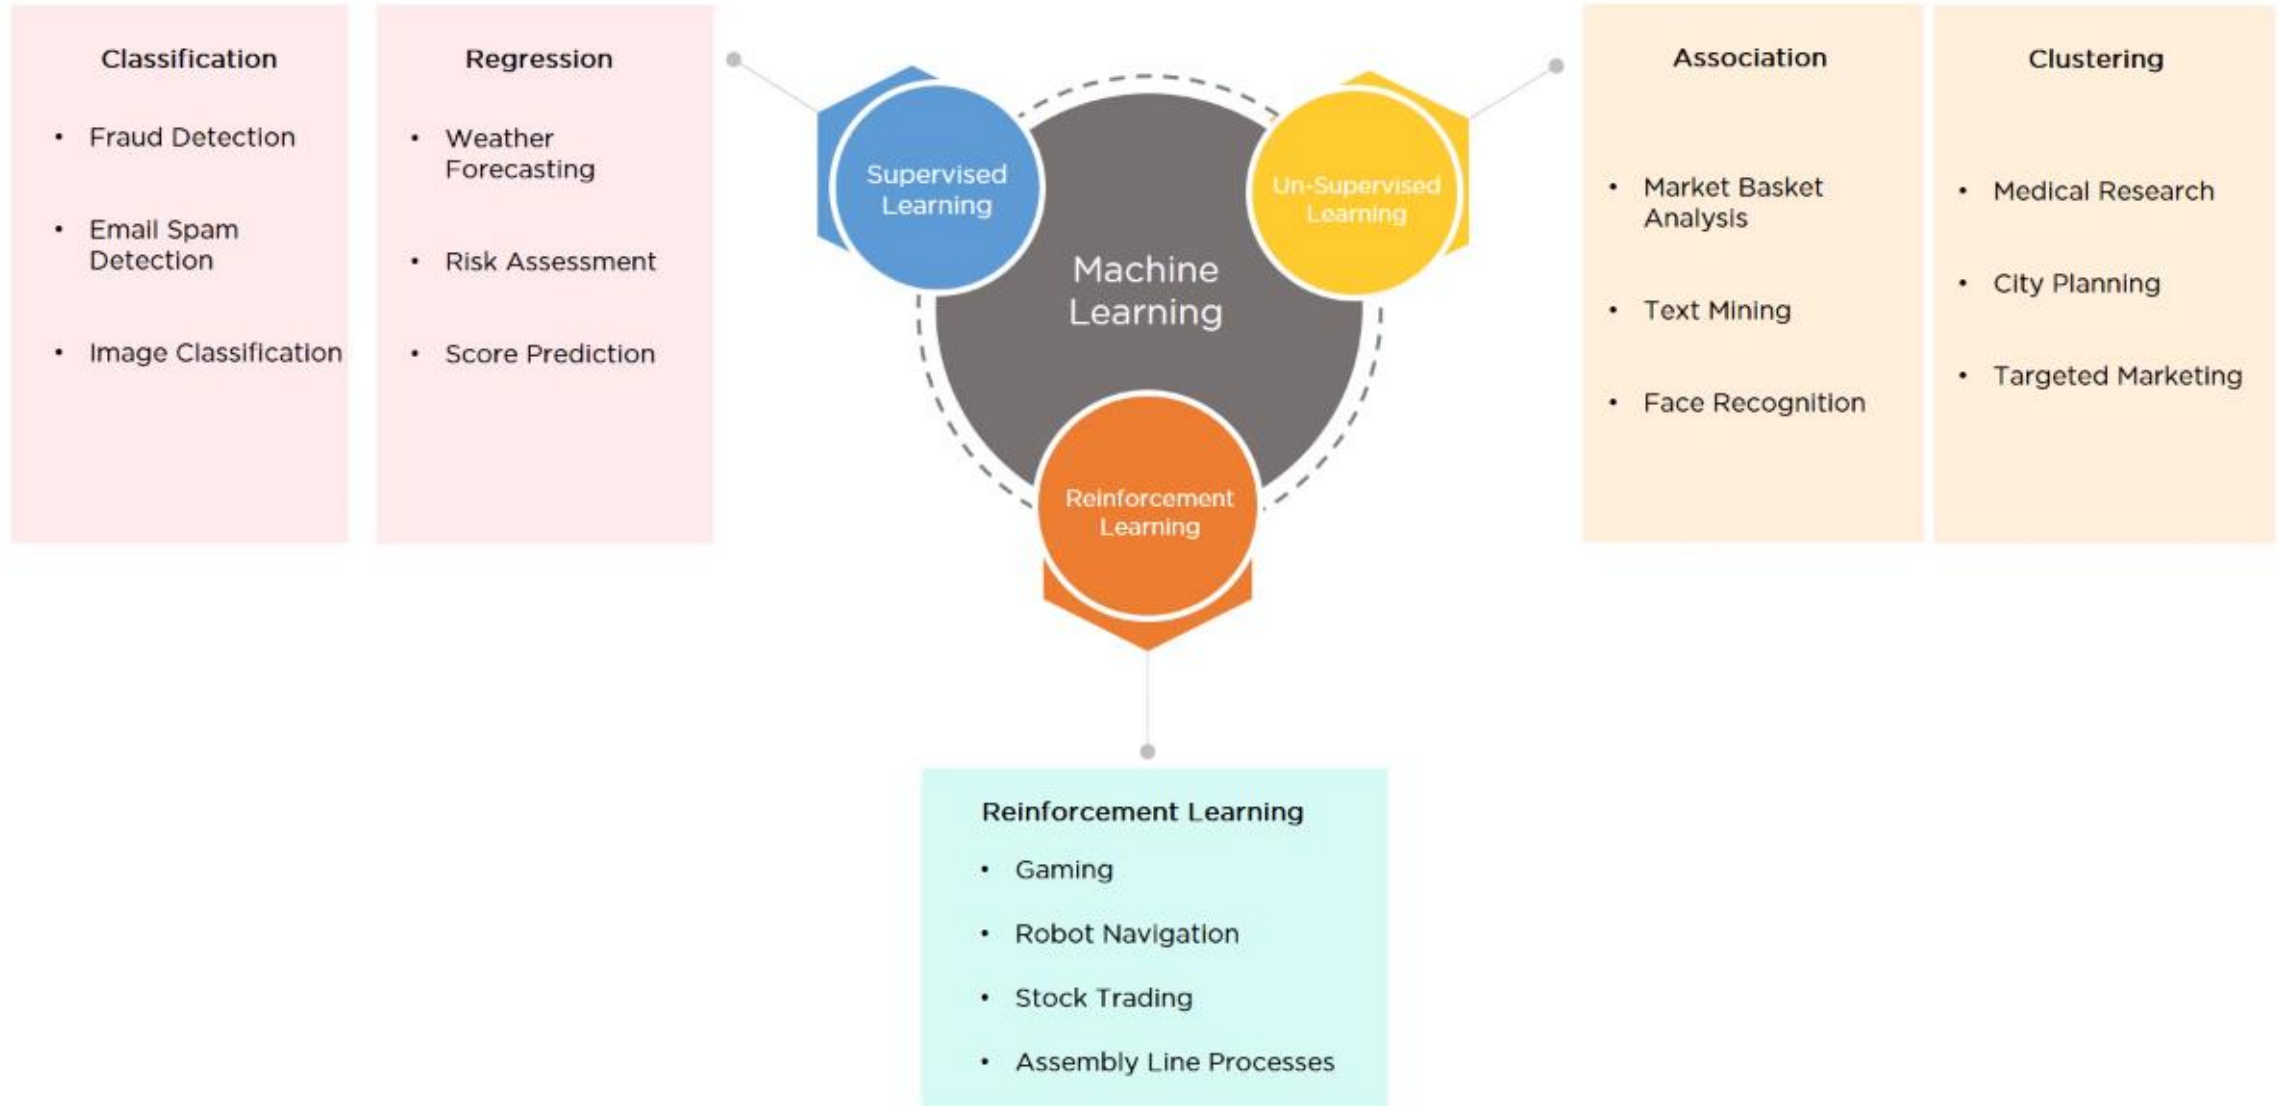 Classification
• Fraud Detection
• Email Spam
Detection
• Image Classification
Regression
• Weather
Forecasting
• Risk Assessment
• Score Prediction
Supervised
Learning
Un-Supervised
Learning
Machine
Learning
Reinforcement
Learning
Association
• Market Basket
Analysis
• Text Mining
• Face Recognition
Clustering
• Medical Research
• City Planning
• Targeted Marketing
Reinforcement Learning
• Gaming
• Robot Navigation
• Stock Trading
• Assembly Line Processes